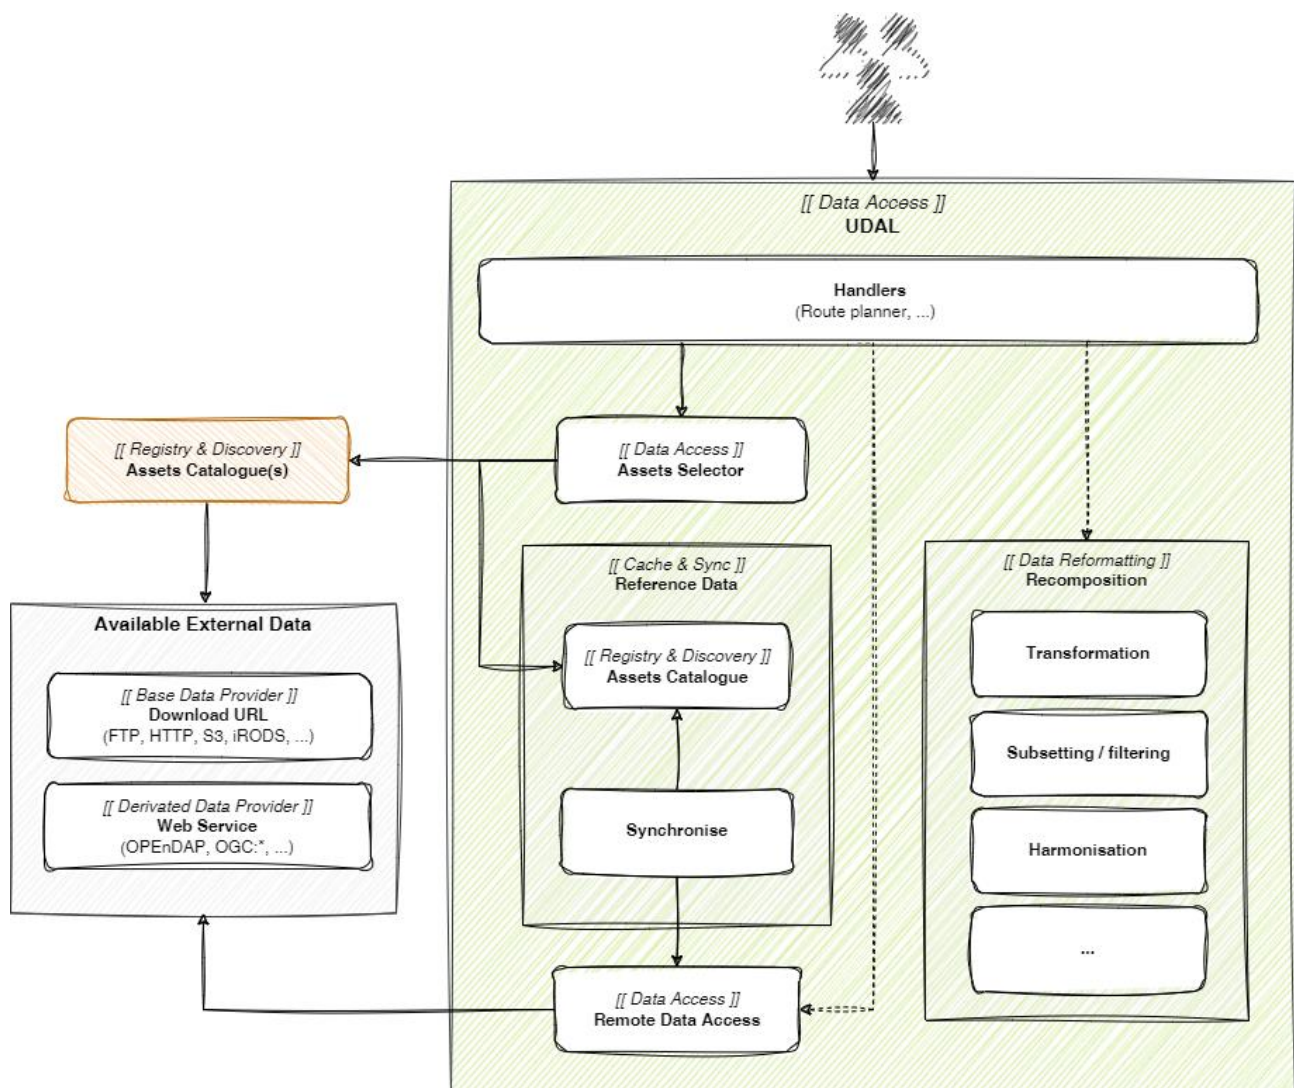 [[ Data Access ]]
UDAL
Handlers
(Route planner, ...)
[[ Registry & Discovery ]]
Assets Catalogue(s)
[[ Data Access ]]
Assets Selector
[[ Cache & Sync ]]
Reference Data
[[ Registry & Discovery ]]
Assets Catalogue
Synchronise
[[ Data Access ]]
Remote Data Access
[[ Data Reformatting ]]
Recomposition
Transformation
Subsetting / filtering
Harmonisation
...
Available External Data
[[ Base Data Provider ]]
Download URL
(FTP, HTTP, S3, iRODS, ...)
[[ Derivated Data Provider ]]
Web Service
(OPEnDAP, OGC:*, ...)